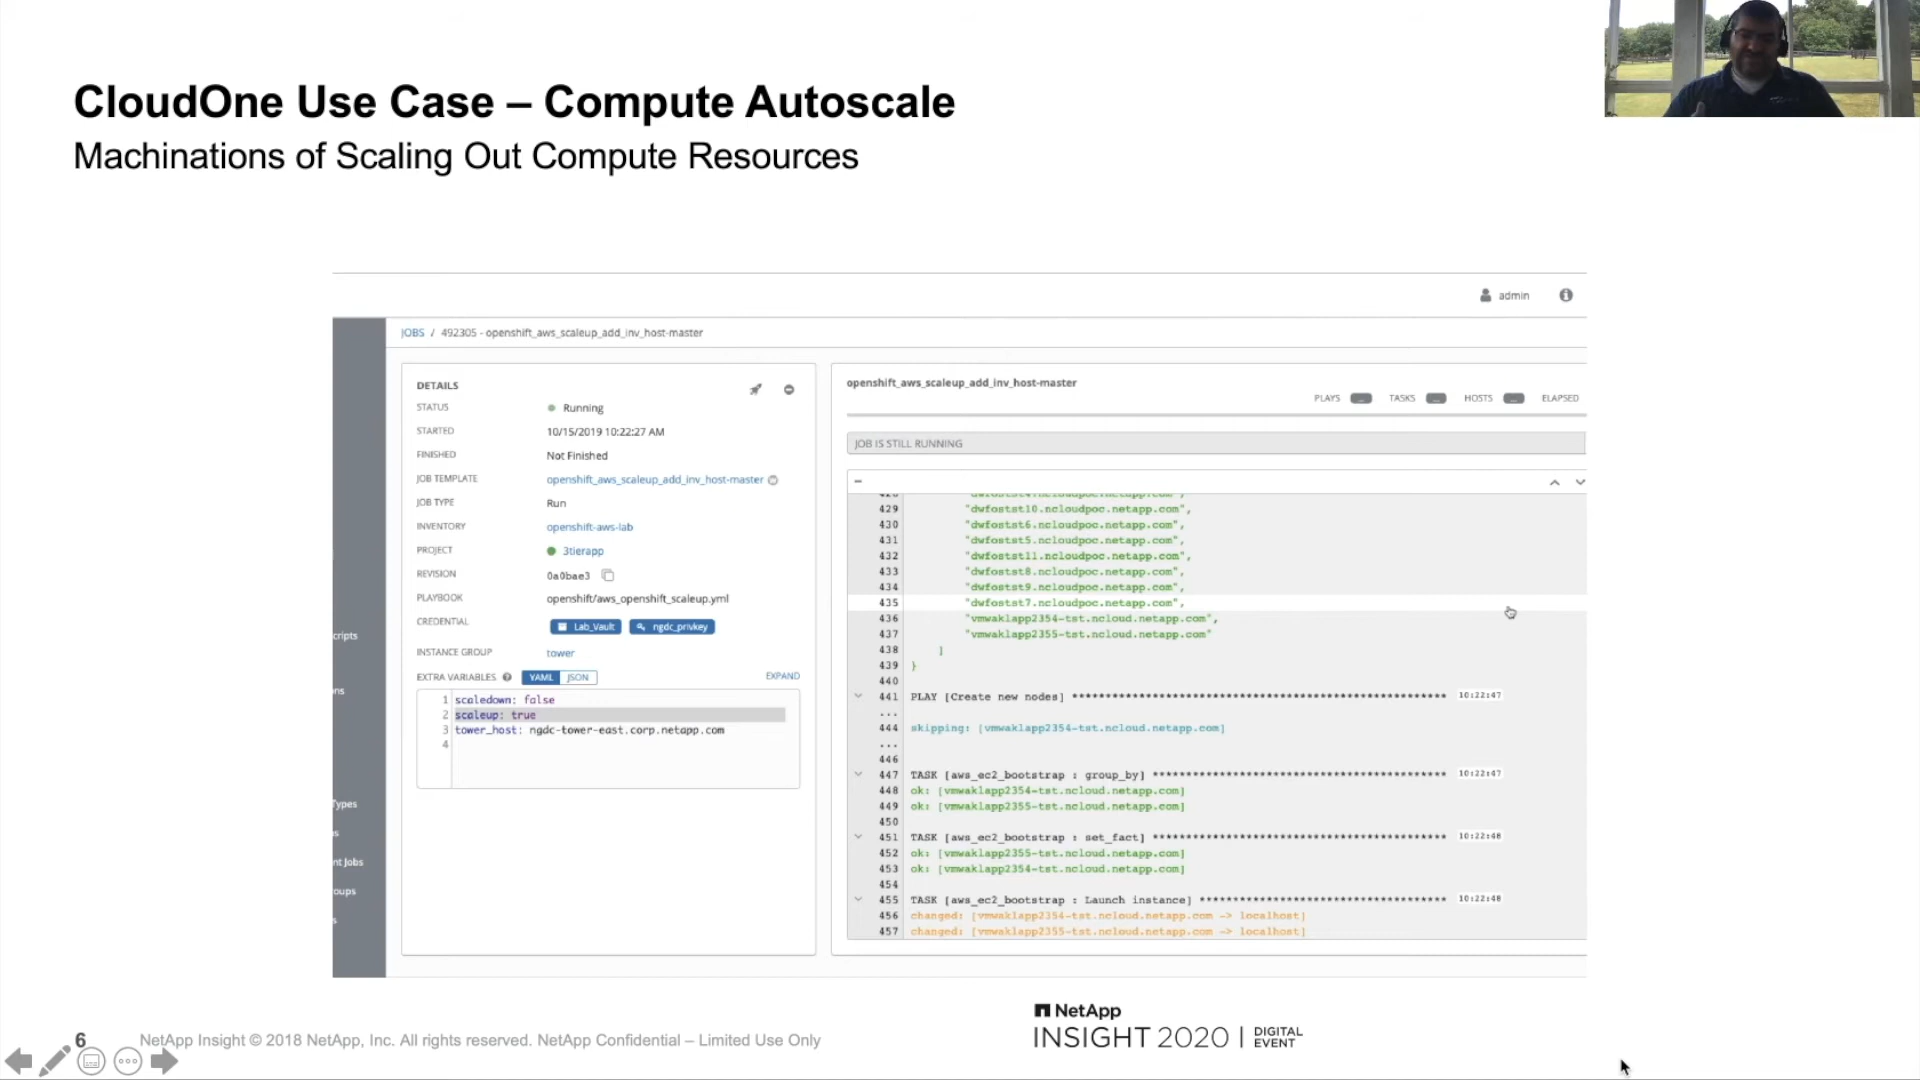 CloudOne Use Case – Compute Autoscale
Machinations of Scaling Out Compute Resources
admin
JOBS / 492305 - openshift_aws_scaleup_add_inv_host-master
DETAILS
STATUS Running
STARTED 10/15/2019 10:22:27 AM
FINISHED Not Finished
JOB TEMPLATE openshift_aws_scaleup_add_inv_host-master
JOB TYPE Run
INVENTORY openshift-aws-lab
PROJECT 3tierapp
REVISION 0a0bae3
PLAYBOOK openshift/aws_openshift_scaleup.yml
CREDENTIAL Lab_Vault ngdc_privkey
INSTANCE GROUP tower
EXTRA VARIABLES YAML JSON EXPAND
1 scaledown: false
2 scaleup: true
3 tower_host: ngdc-tower-east.corp.netapp.com
4
cripts
ns
Types
s
nt Jobs
oups
s
openshift_aws_scaleup_add_inv_host-master
PLAYS ... TASKS ... HOSTS ... ELAPSED
JOB IS STILL RUNNING
429 "dwfostst10.ncloudpoc.netapp.com",
430 "dwfostst6.ncloudpoc.netapp.com",
431 "dwfostst5.ncloudpoc.netapp.com",
432 "dwfostst11.ncloudpoc.netapp.com",
433 "dwfostst8.ncloudpoc.netapp.com",
434 "dwfostst9.ncloudpoc.netapp.com",
435 "dwfostst7.ncloudpoc.netapp.com",
436 "vmwaklapp2354-tst.ncloud.netapp.com",
437 "vmwaklapp2355-tst.ncloud.netapp.com"
438 ]
439 }
440
441 PLAY [Create new nodes] ********************************************************* 10:22:47
...
444 skipping: [vmwaklapp2354-tst.ncloud.netapp.com]
...
446
447 TASK [aws_ec2_bootstrap : group_by] ********************************************* 10:22:47
448 ok: [vmwaklapp2354-tst.ncloud.netapp.com]
449 ok: [vmwaklapp2355-tst.ncloud.netapp.com]
450
451 TASK [aws_ec2_bootstrap : set_fact] ********************************************* 10:22:48
452 ok: [vmwaklapp2355-tst.ncloud.netapp.com]
453 ok: [vmwaklapp2354-tst.ncloud.netapp.com]
454
455 TASK [aws_ec2_bootstrap : Launch instance] ************************************** 10:22:48
456 changed: [vmwaklapp2354-tst.ncloud.netapp.com -> localhost]
457 changed: [vmwaklapp2355-tst.ncloud.netapp.com -> localhost]
6 NetApp Insight © 2018 NetApp, Inc. All rights reserved. NetApp Confidential – Limited Use Only
NetApp
INSIGHT 2020 | DIGITAL EVENT